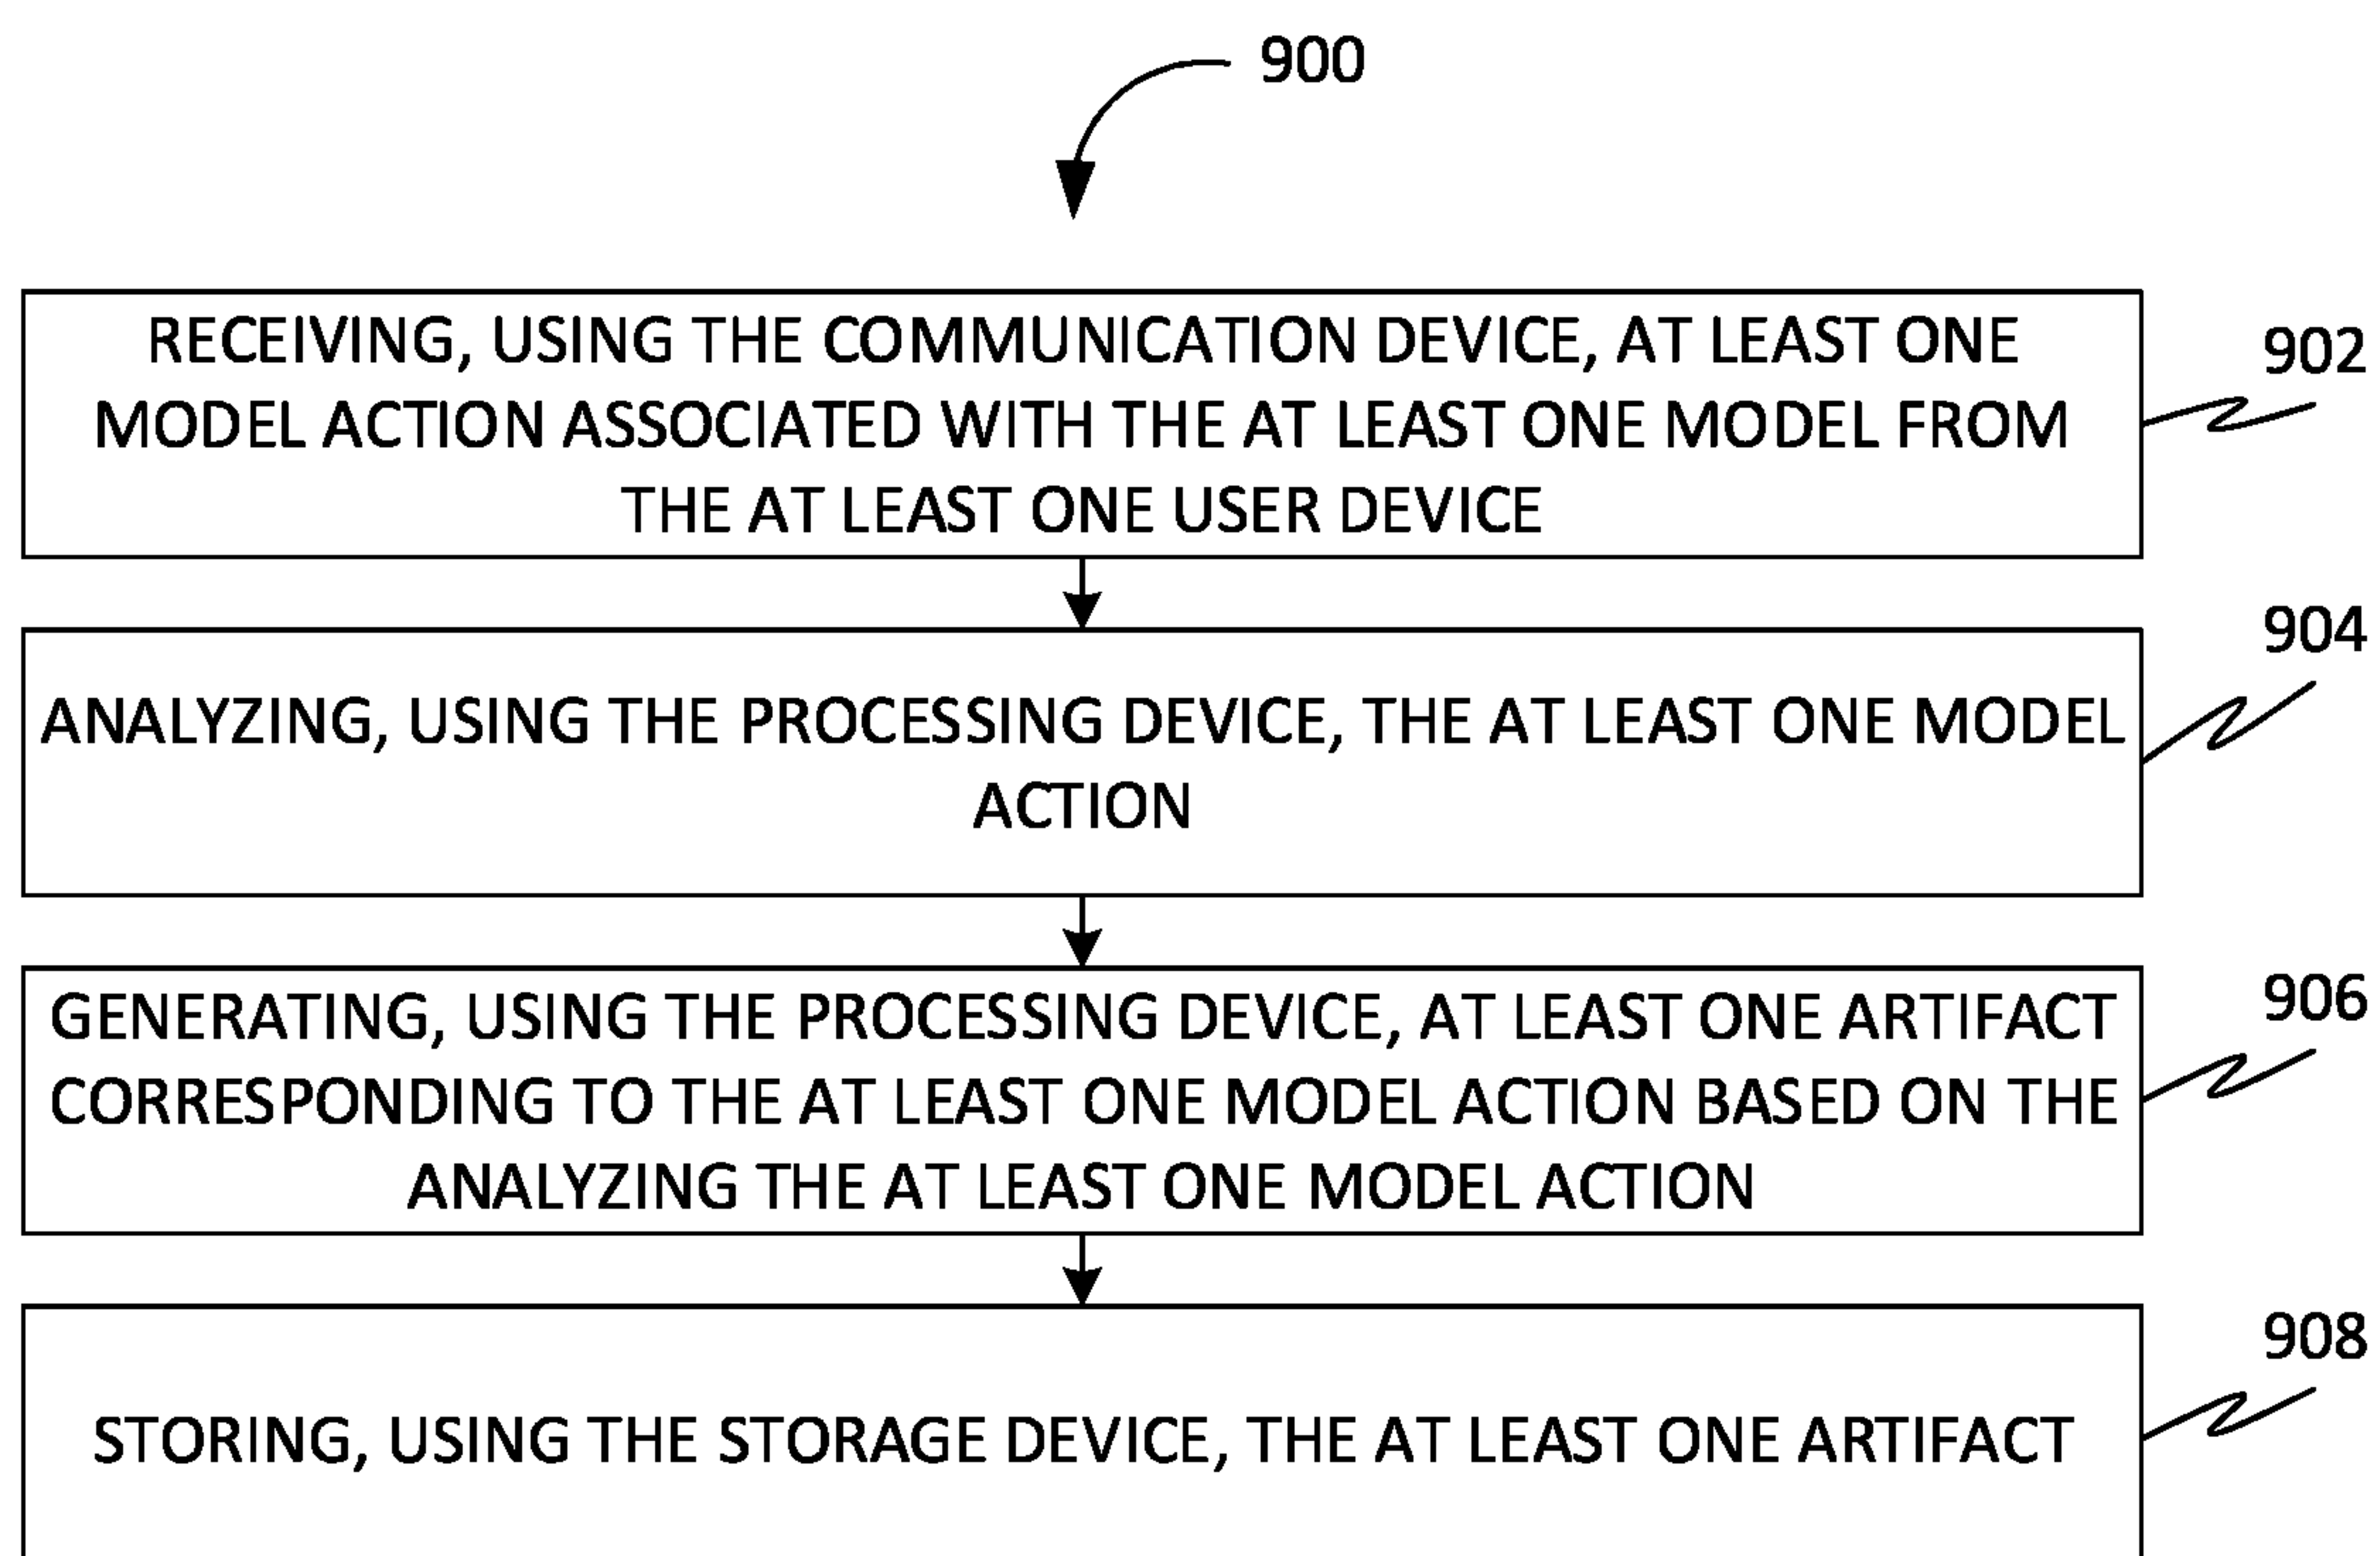 900
RECEIVING, USING THE COMMUNICATION DEVICE, AT LEAST ONE
MODEL ACTION ASSOCIATED WITH THE AT LEAST ONE MODEL FROM
THE AT LEAST ONE USER DEVICE
902
ANALYZING, USING THE PROCESSING DEVICE, THE AT LEAST ONE MODEL
ACTION
904
GENERATING, USING THE PROCESSING DEVICE, AT LEAST ONE ARTIFACT
CORRESPONDING TO THE AT LEAST ONE MODEL ACTION BASED ON THE
ANALYZING THE AT LEAST ONE MODEL ACTION
906
STORING, USING THE STORAGE DEVICE, THE AT LEAST ONE ARTIFACT
908